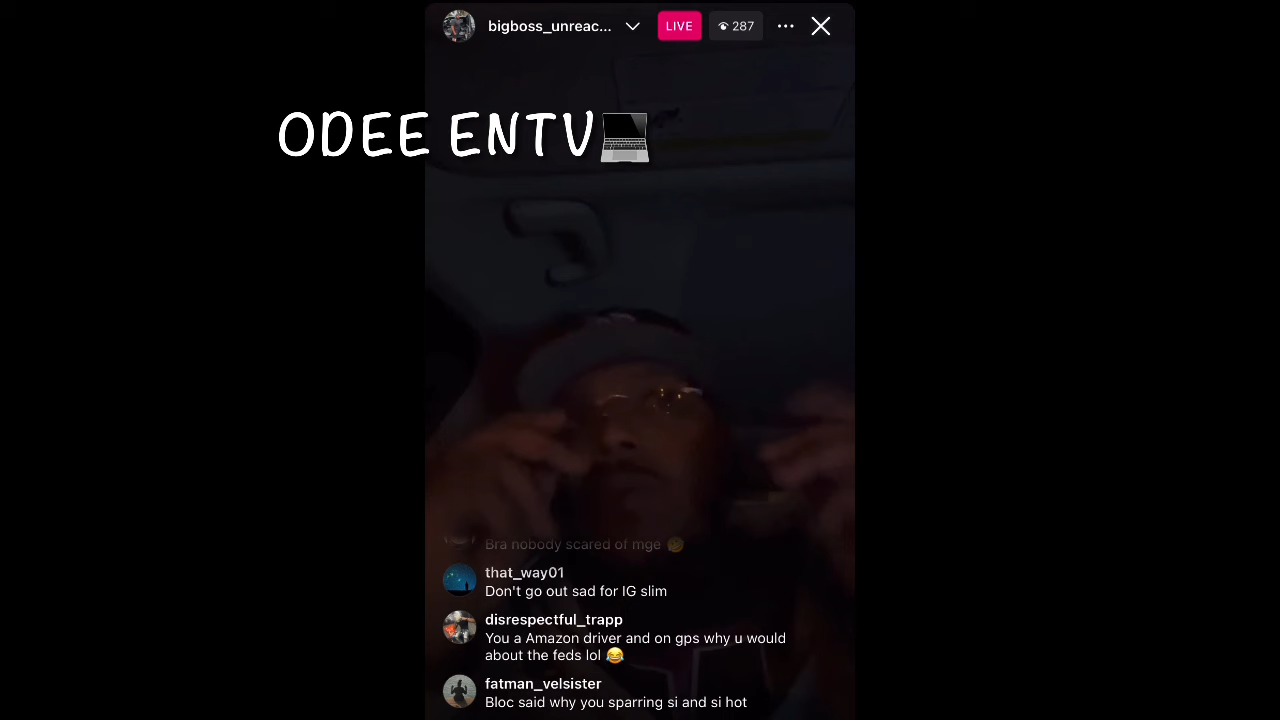 bigboss_unreac...
LIVE
287
ODEE ENTV
Bra nobody scared of mge
that_way01
Don't go out sad for IG slim
disrespectful_trapp
You a Amazon driver and on gps why u would
about the feds lol 😂
fatman_velsister
Bloc said why you sparring si and si hot